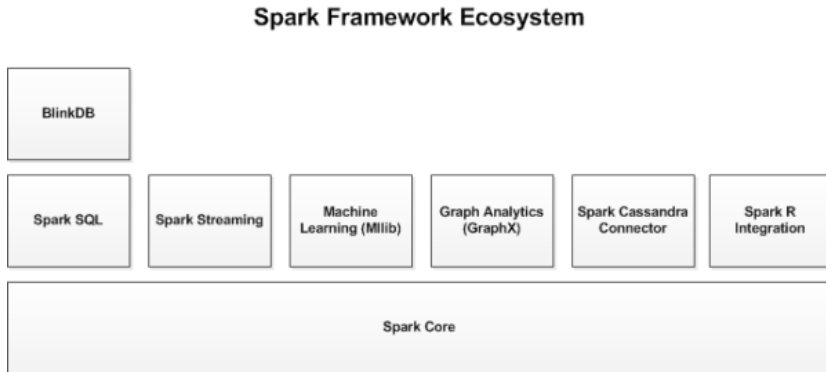 Spark Framework Ecosystem
BlinkDB
Spark SQL
Spark Streaming
Machine
Learning (Mllib)
Graph Analytics
(GraphX)
Spark Cassandra
Connector
Spark R
Integration
Spark Core